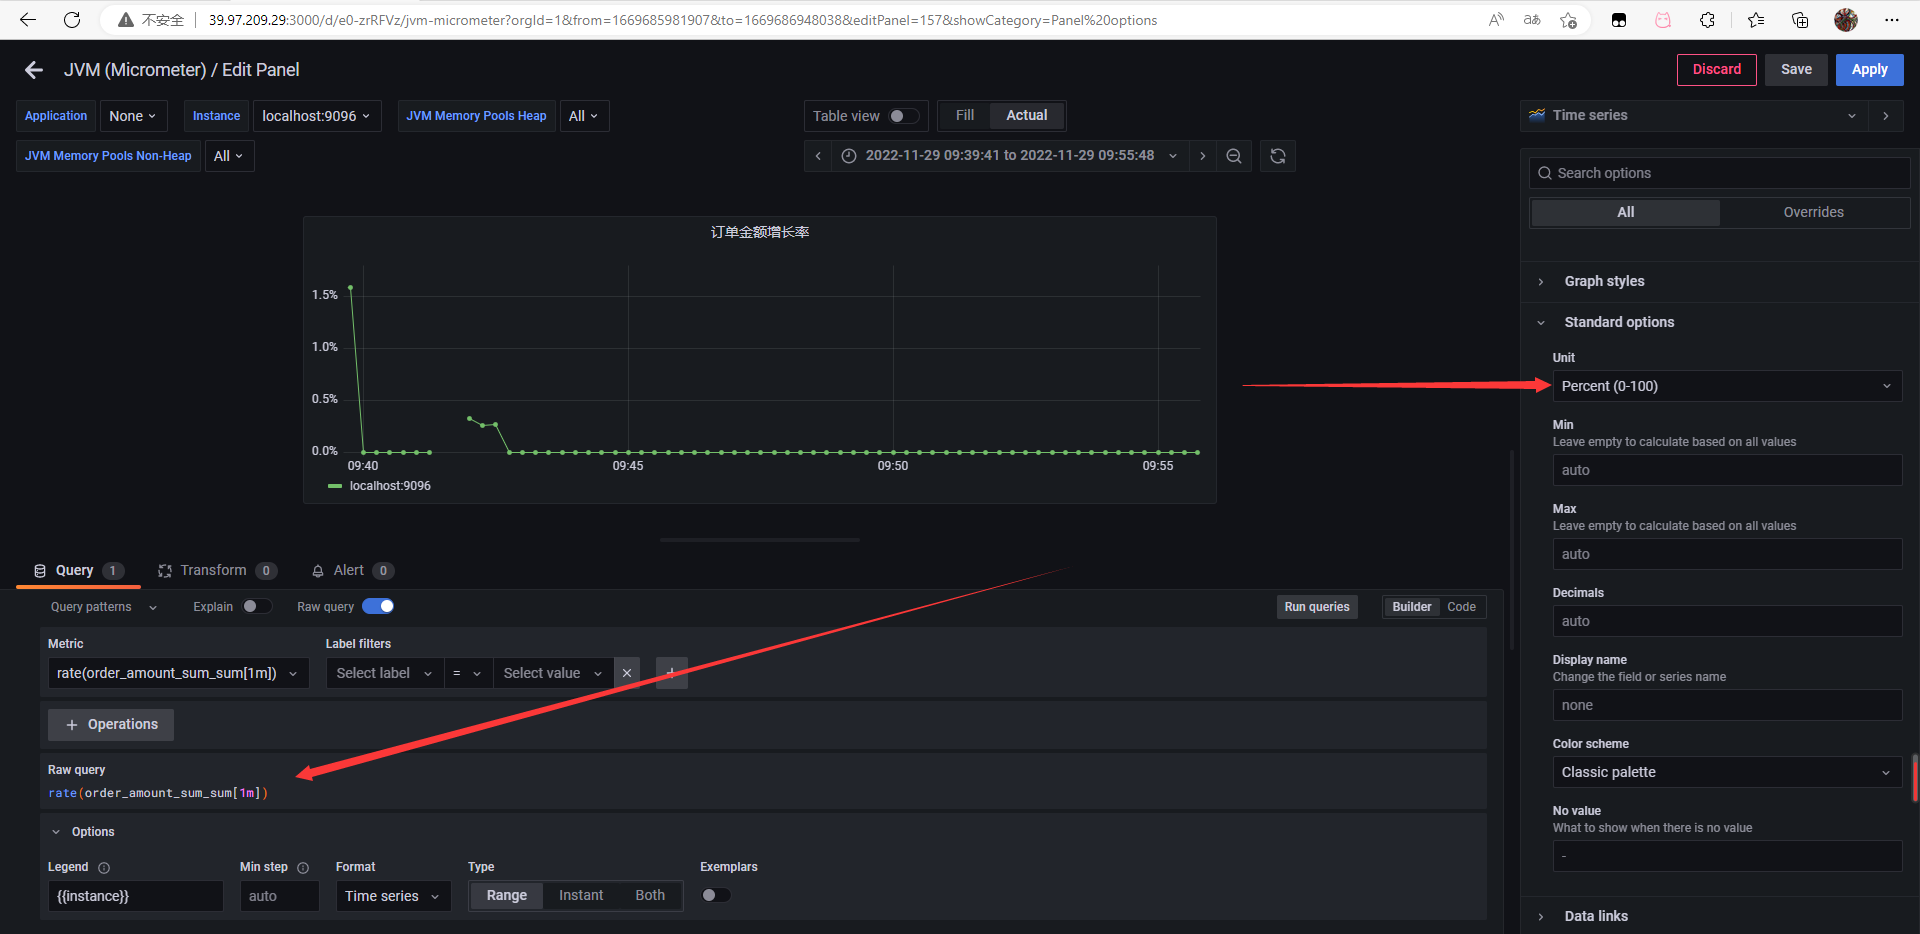 不安全 39.97.209.29:3000/d/e0-zrRFVz/jvm-micrometer?orgId=1&from=1669685981907&to=1669686948038&editPanel=157&showCategory=Panel%20options
JVM (Micrometer) / Edit Panel
Discard Save Apply
Application None Instance localhost:9096 JVM Memory Pools Heap All
Table view Fill Actual
Time series
JVM Memory Pools Non-Heap All
2022-11-29 09:39:41 to 2022-11-29 09:55:48
Search options
All Overrides
订单金额增长率
1.5%
1.0%
0.5%
0.0%
09:40 09:45 09:50 09:55
localhost:9096
Graph styles
Standard options
Unit
Percent (0-100)
Min
Leave empty to calculate based on all values
auto
Max
Leave empty to calculate based on all values
auto
Decimals
auto
Display name
Change the field or series name
none
Color scheme
Classic palette
No value
What to show when there is no value
-
Data links
Query 1 Transform 0 Alert 0
Query patterns Explain Raw query Run queries Builder Code
Metric Label filters
rate(order_amount_sum_sum[1m]) Select label = Select value × +
+ Operations
Raw query
rate(order_amount_sum_sum[1m])
Options
Legend Min step Format Type Exemplars
{{instance}} auto Time series Range Instant Both